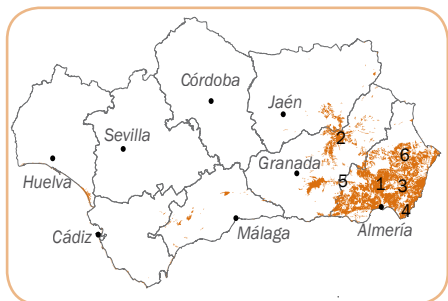 Córdoba
Jaén
Sevilla
2
Granada
6
Huelva
5
1
3
4
Cádiz
Málaga
Almería